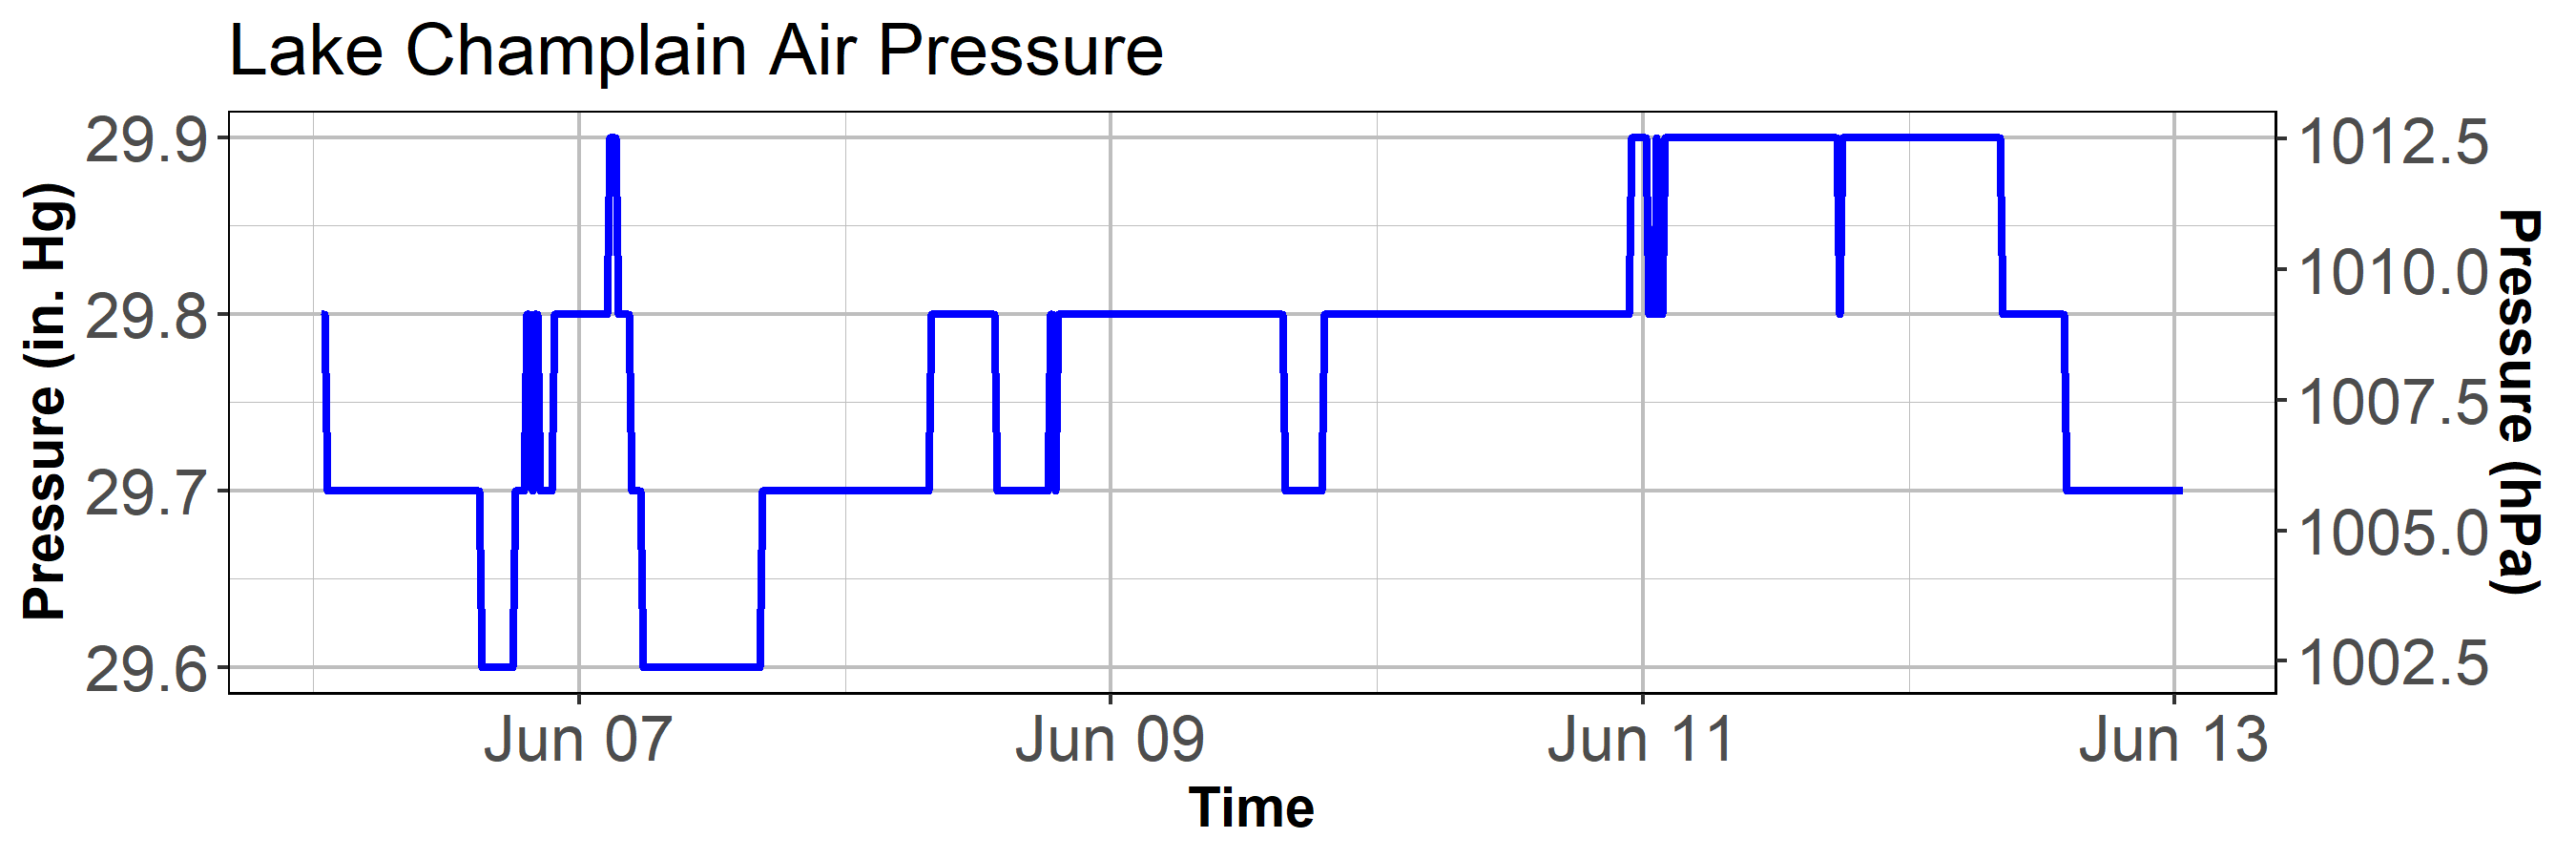 Lake Champlain Air Pressure
29.9
29.8
29.7
29.6
Pressure (in. Hg)
1012.5
1010.0
1007.5
1005.0
1002.5
Pressure (hPa)
Jun 07 Jun 09 Jun 11 Jun 13
Time